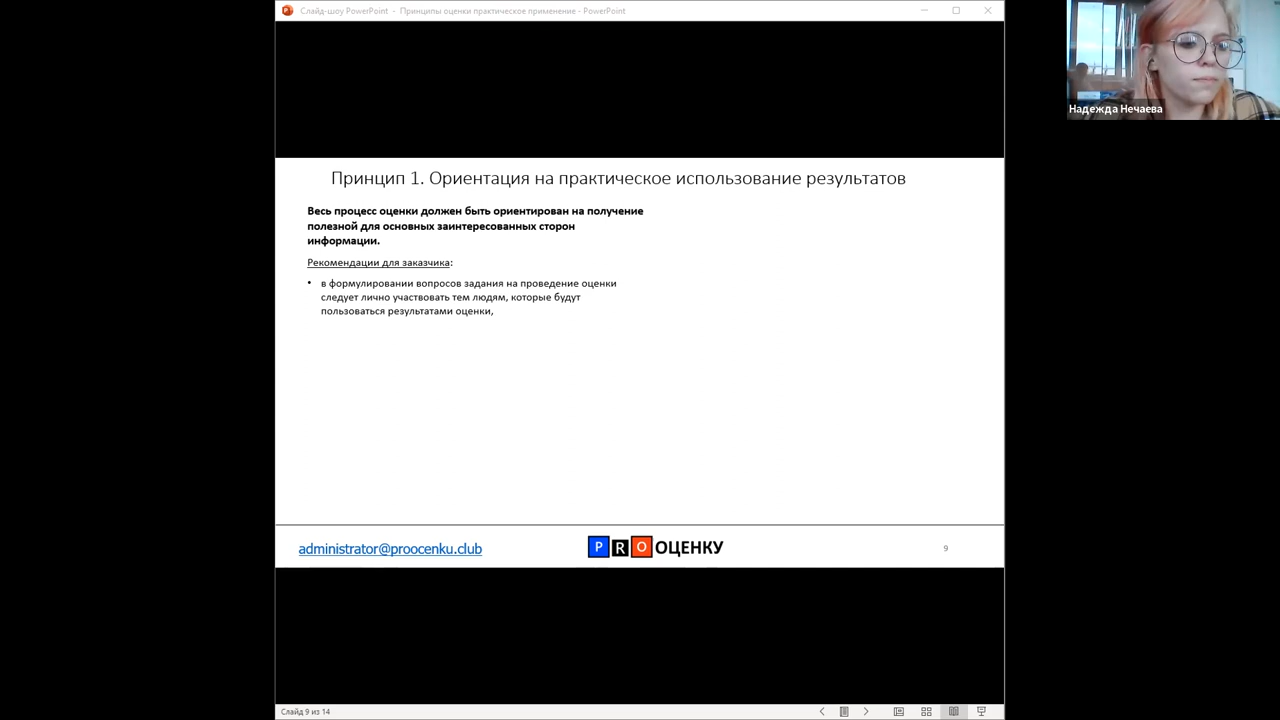 Слайд-шоу PowerPoint - Принципы оценки практическое применение - PowerPoint
Надежда Нечаева
Принцип 1. Ориентация на практическое использование результатов
Весь процесс оценки должен быть ориентирован на получение
полезной для основных заинтересованных сторон
информации.
Рекомендации для заказчика:
• в формулировании вопросов задания на проведение оценки
следует лично участвовать тем людям, которые будут
пользоваться результатами оценки,
administrator@proocenku.club
PRO ОЦЕНКУ
9
Слайд 9 из 14